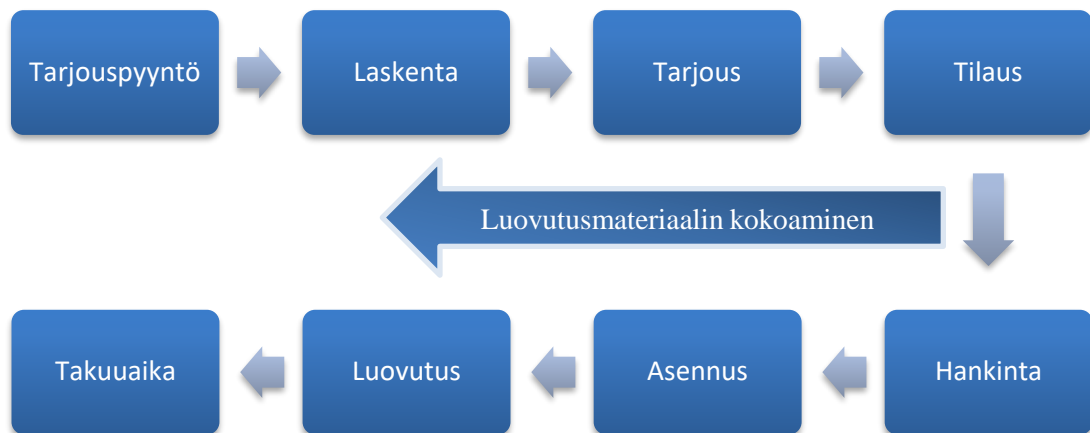 Tarjouspyyntö
Laskenta
Tarjous
Tilaus
Luovutusmateriaalin kokoaminen
Takuuaika
Luovutus
Asennus
Hankinta